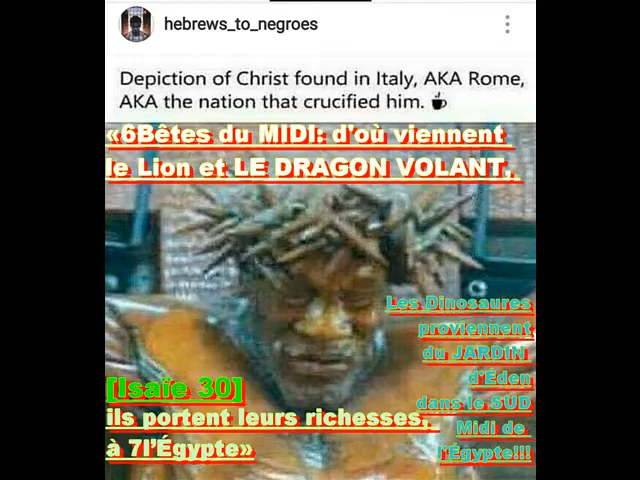 hebrews_to_negroes
Depiction of Christ found in Italy, AKA Rome,
AKA the nation that crucified him.
«6Bêtes du MIDI: d'où viennent
le Lion et LE DRAGON VOLANT,
Les Dinosaures
proviennent
du JARDIN
d'Éden
dans le SUD
Midi de
l'Égypte!!!
[Isaïe 30]
ils portent leurs richesses,
à 7l'Égypte»